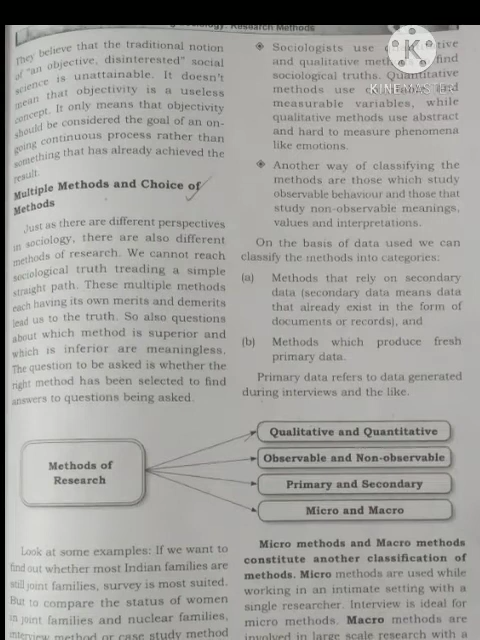 Sociology: Research Methods
They believe that the traditional notion
of "an objective, disinterested" social
science is unattainable. It doesn't
mean that objectivity is a useless
concept. It only means that objectivity
should be considered the goal of an on-
going continuous process rather than
something that has already achieved the
result.
Multiple Methods and Choice of
Methods
Just as there are different perspectives
in sociology, there are also different
methods of research. We cannot reach
sociological truth treading a simple
straight path. These multiple methods
each having its own merits and demerits
lead us to the truth. So also questions
about which method is superior and
which is inferior are meaningless.
The question to be asked is whether the
right method has been selected to find
answers to questions being asked.
❖ Sociologists use
and qualitative find
sociological truths. Quantitative
methods use
measurable variables, while
qualitative methods use abstract
and hard to measure phenomena
like emotions.
❖ Another way of classifying the
methods are those which study
observable behaviour and those that
study non-observable meanings,
values and interpretations.
On the basis of data used we can
classify the methods into categories:
(a) Methods that rely on secondary
data (secondary data means data
that already exist in the form of
documents or records), and
(b) Methods which produce fresh
primary data.
Primary data refers to data generated
during interviews and the like.
Methods of
Research
Qualitative and Quantitative
Observable and Non-observable
Primary and Secondary
Micro and Macro
Look at some examples: If we want to
find out whether most Indian families are
still joint families, survey is most suited.
But to compare the status of women
in joint families and nuclear families,
interview method or case study method
Micro methods and Macro methods
constitute another classification of
methods. Micro methods are used while
working in an intimate setting with a
single researcher. Interview is ideal for
micro methods. Macro methods are
involved in large scale research with a
KINEMASTER